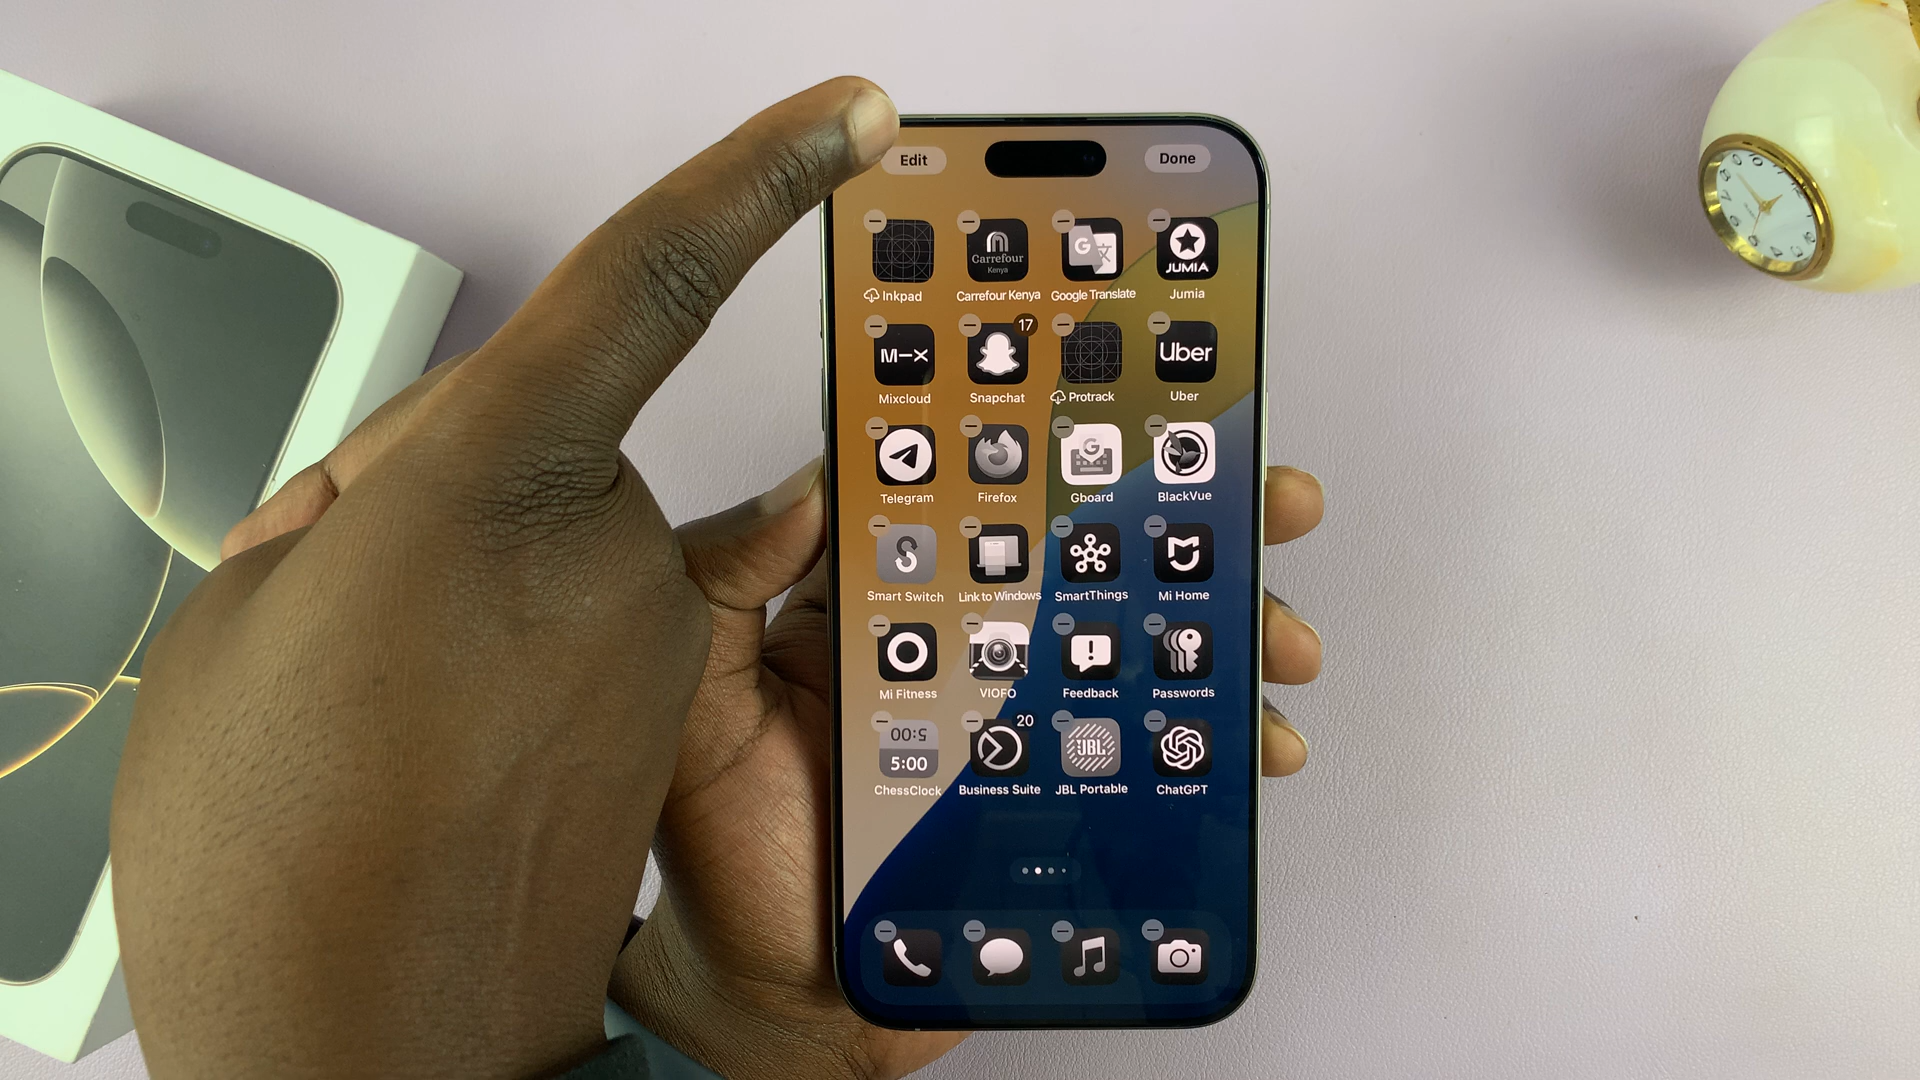 Edit
Done
Carrefour
Kenya
G
JUMIA
Inkpad
Carrefour Kenya
Google Translate
Jumia
M-X
17
Uber
Mixcloud
Snapchat
Protrack
Uber
G
Telegram
Firefox
Gboard
BlackVue
S
Smart Switch
Link to Windows
SmartThings
Mi Home
Mi Fitness
VIOFO
Feedback
Passwords
5:00
5:00
20
JBL
ChessClock
Business Suite
JBL Portable
ChatGPT